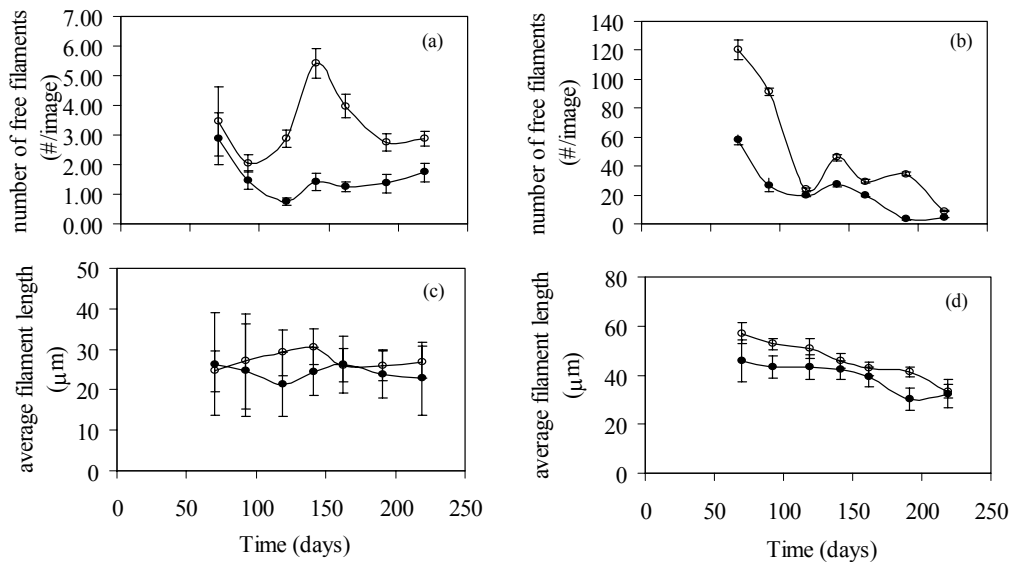 number of free filaments
(#/image)
7.00
6.00
5.00
4.00
3.00
2.00
1.00
0.00
(a)
number of free filaments
(#/image)
140
120
100
80
60
40
20
0
(b)
average filament length
(μm)
50
40
30
20
10
0
(c)
0 50 100 150 200 250
Time (days)
average filament length
(μm)
80
60
40
20
0
(d)
0 50 100 150 200 250
Time (days)